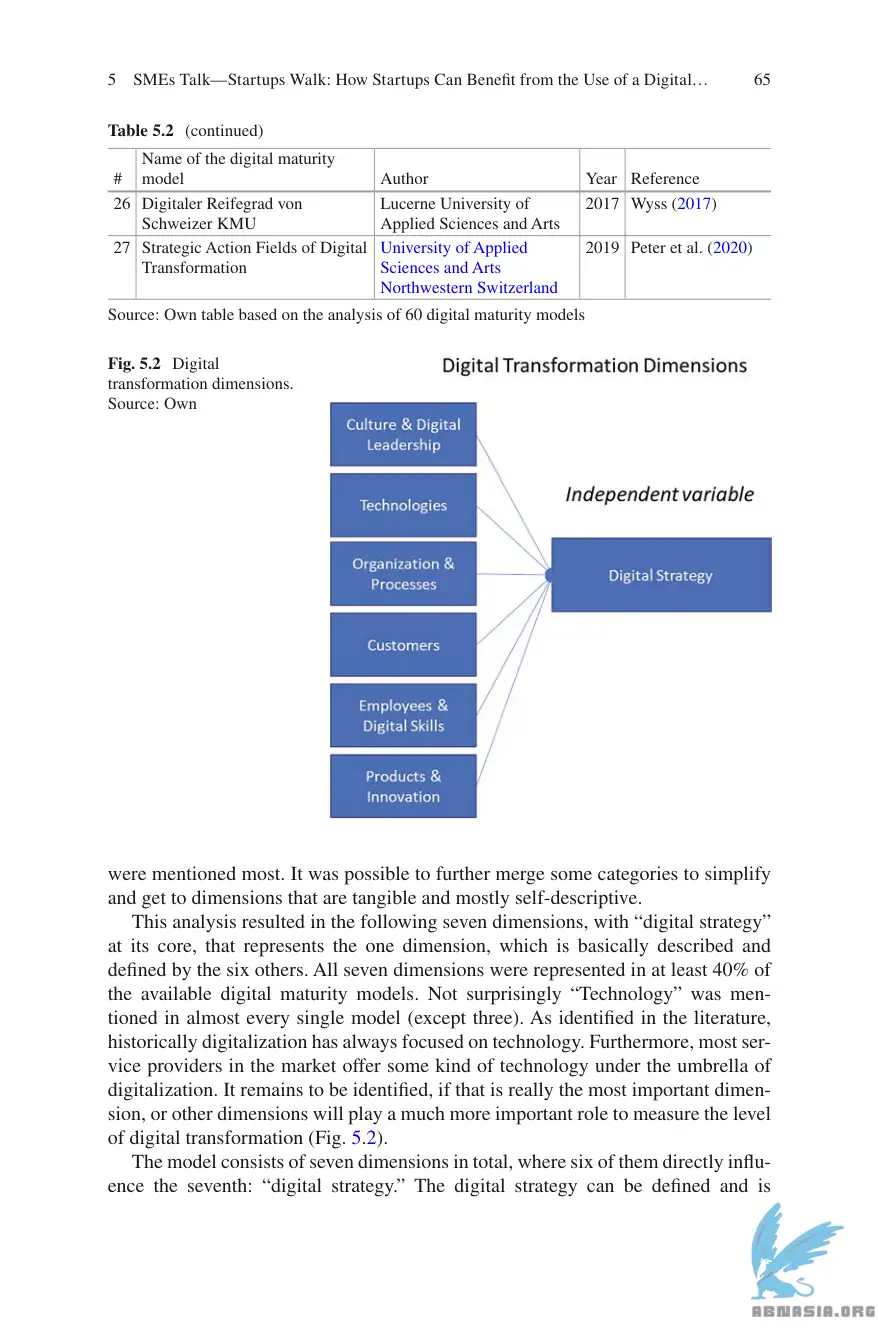 5 SMEs Talk—Startups Walk: How Startups Can Benefit from the Use of a Digital… 65
Table 5.2 (continued)
Name of the digital maturity
# model Author Year Reference
26 Digitaler Reifegrad von Lucerne University of 2017 Wyss (2017)
Schweizer KMU Applied Sciences and Arts
27 Strategic Action Fields of Digital University of Applied 2019 Peter et al. (2020)
Transformation Sciences and Arts
Northwestern Switzerland
Source: Own table based on the analysis of 60 digital maturity models
Fig. 5.2 Digital
transformation dimensions.
Source: Own
Digital Transformation Dimensions
Culture & Digital
Leadership
Technologies
Organization &
Processes
Customers
Employees &
Digital Skills
Products &
Innovation
Independent variable
Digital Strategy
were mentioned most. It was possible to further merge some categories to simplify
and get to dimensions that are tangible and mostly self-descriptive.
This analysis resulted in the following seven dimensions, with “digital strategy”
at its core, that represents the one dimension, which is basically described and
defined by the six others. All seven dimensions were represented in at least 40% of
the available digital maturity models. Not surprisingly “Technology” was men-
tioned in almost every single model (except three). As identified in the literature,
historically digitalization has always focused on technology. Furthermore, most ser-
vice providers in the market offer some kind of technology under the umbrella of
digitalization. It remains to be identified, if that is really the most important dimen-
sion, or other dimensions will play a much more important role to measure the level
of digital transformation (Fig. 5.2).
The model consists of seven dimensions in total, where six of them directly influ-
ence the seventh: “digital strategy.” The digital strategy can be defined and is
ABNASIA.ORG